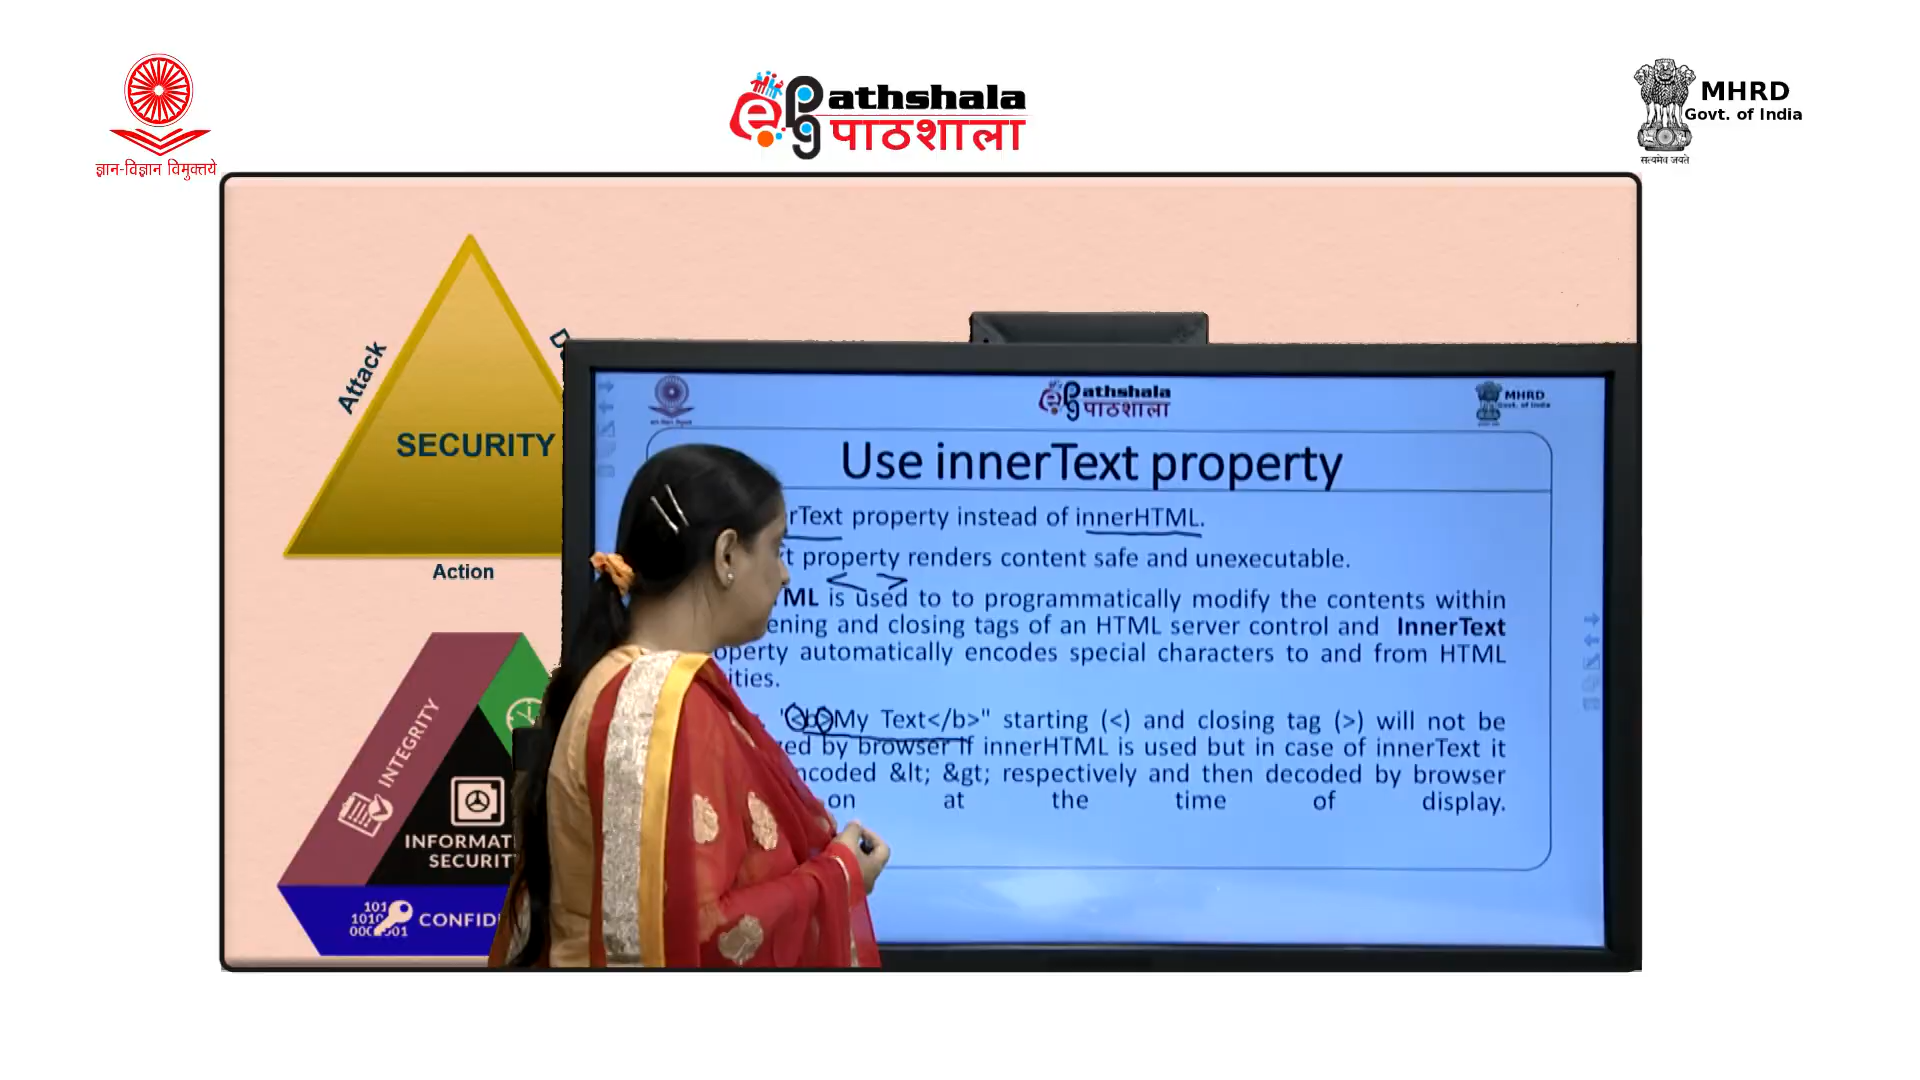 ज्ञान-विज्ञान विमुक्तये
ePG athshala
पाठशाला
MHRD
Govt. of India
सत्यमेव जयते
Attack
SECURITY
Action
INTEGRITY
INFORMAT
SECURIT
CONFID
athshala
पाठशाला
MHRD
Govt. of India
Use innerText property
rText property instead of innerHTML.
t property renders content safe and unexecutable.
ML is used to to programmatically modify the contents within
ening and closing tags of an HTML server control and InnerText
operty automatically encodes special characters to and from HTML
ities.
"<b>My Text</b>" starting (<) and closing tag (>) will not be
ed by browser if innerHTML is used but in case of innerText it
ncoded &lt; &gt; respectively and then decoded by browser
on at the time of display.